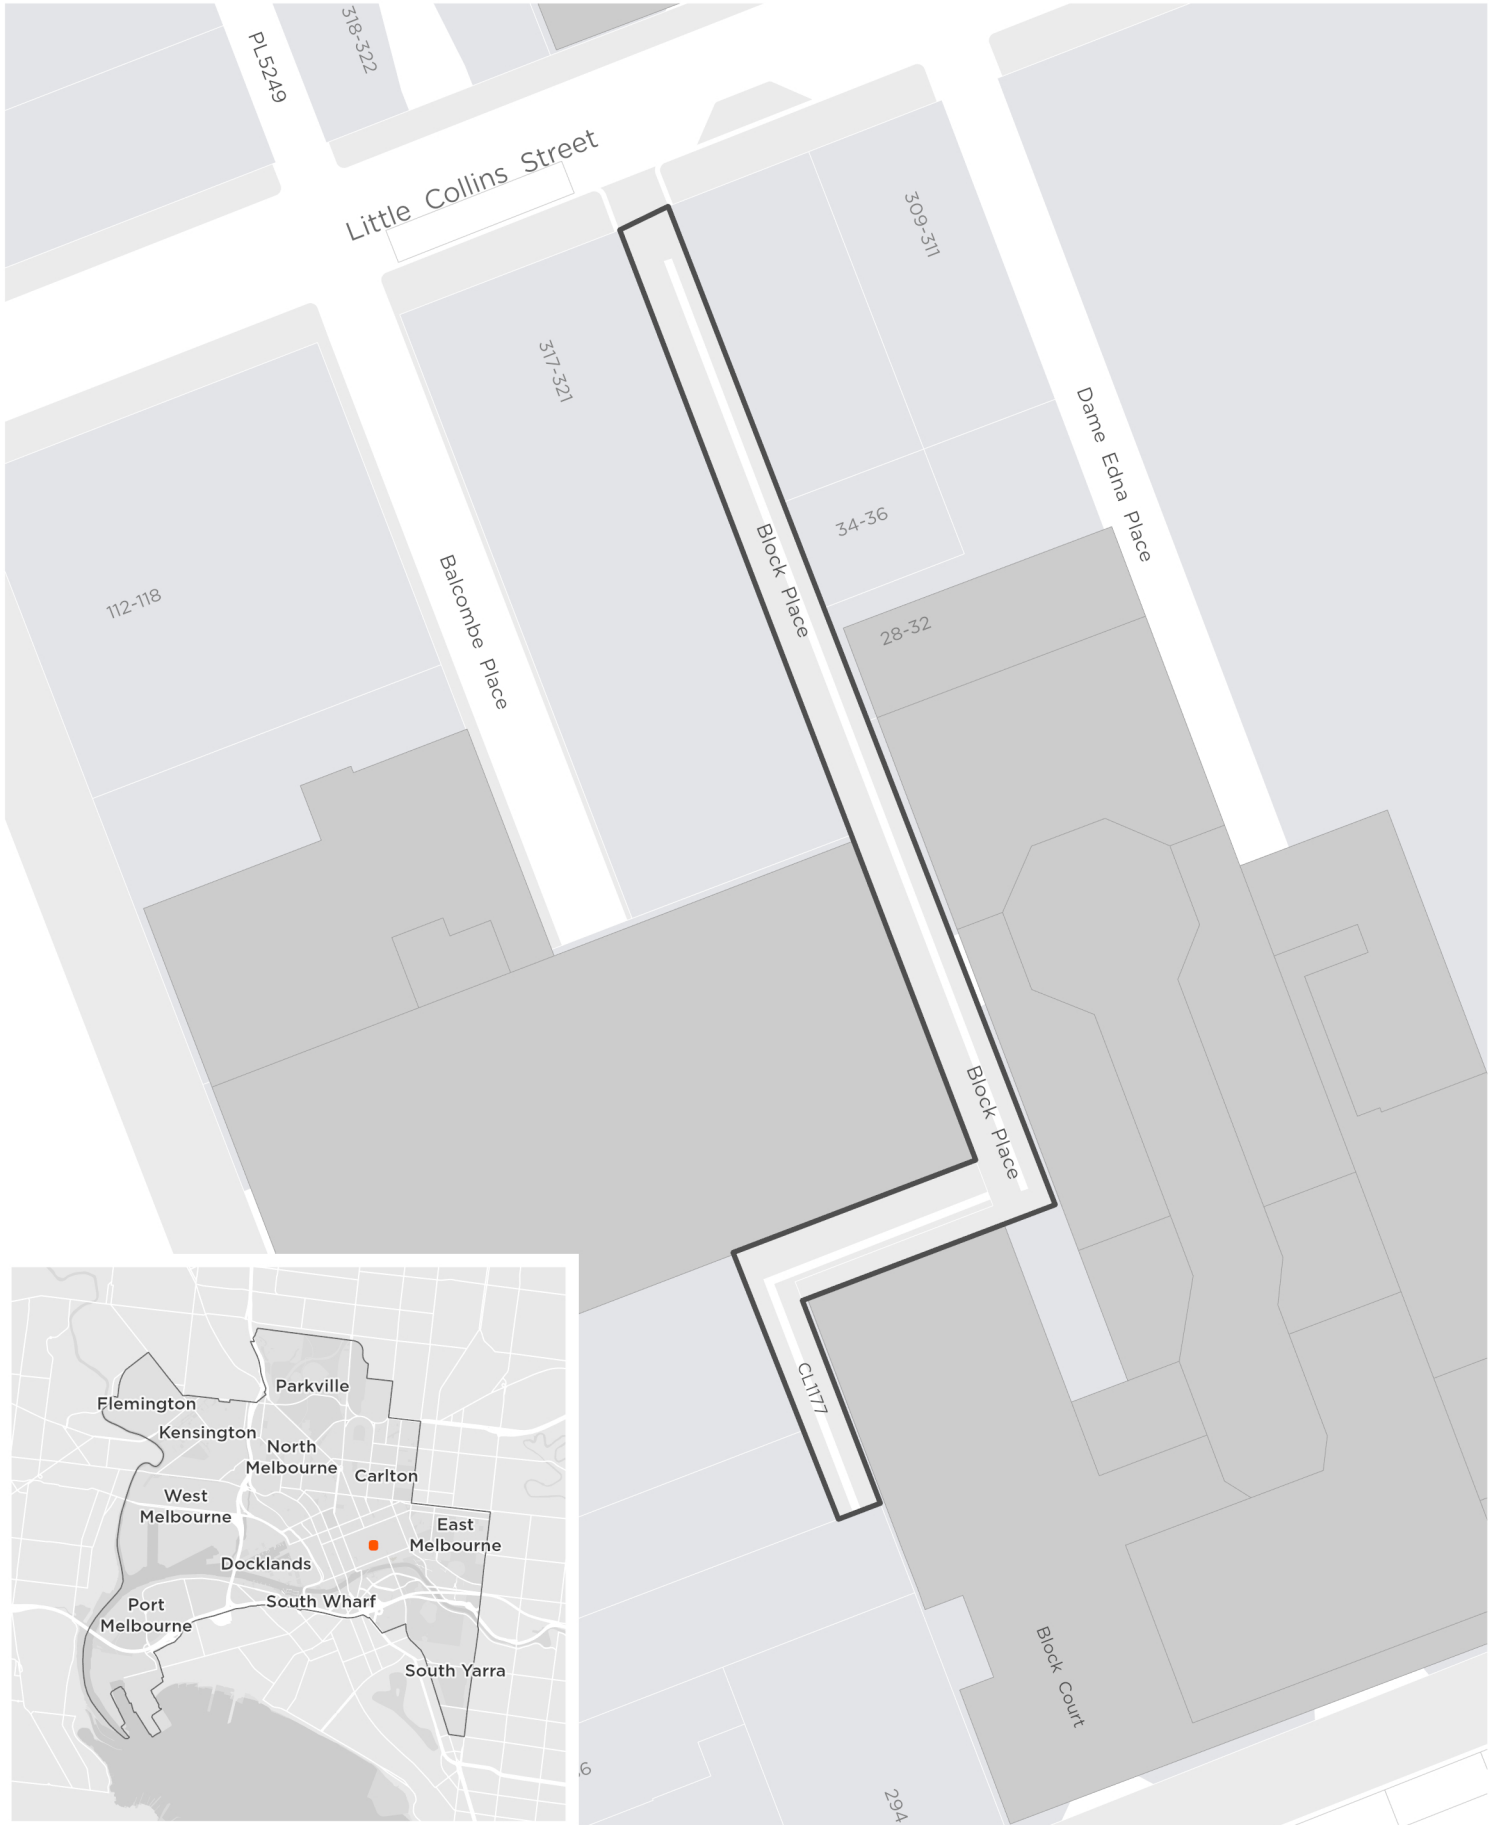 PL5249
318-322
Little Collins Street
309-311
317-321
Dame Edna Place
34-36
Block Place
Balcombe Place
112-118
28-32
Block Place
CL1177
Block Court
294
Parkville
Flemington
Kensington
North
Melbourne
Carlton
West
Melbourne
East
Melbourne
Docklands
South Wharf
Port
Melbourne
South Yarra